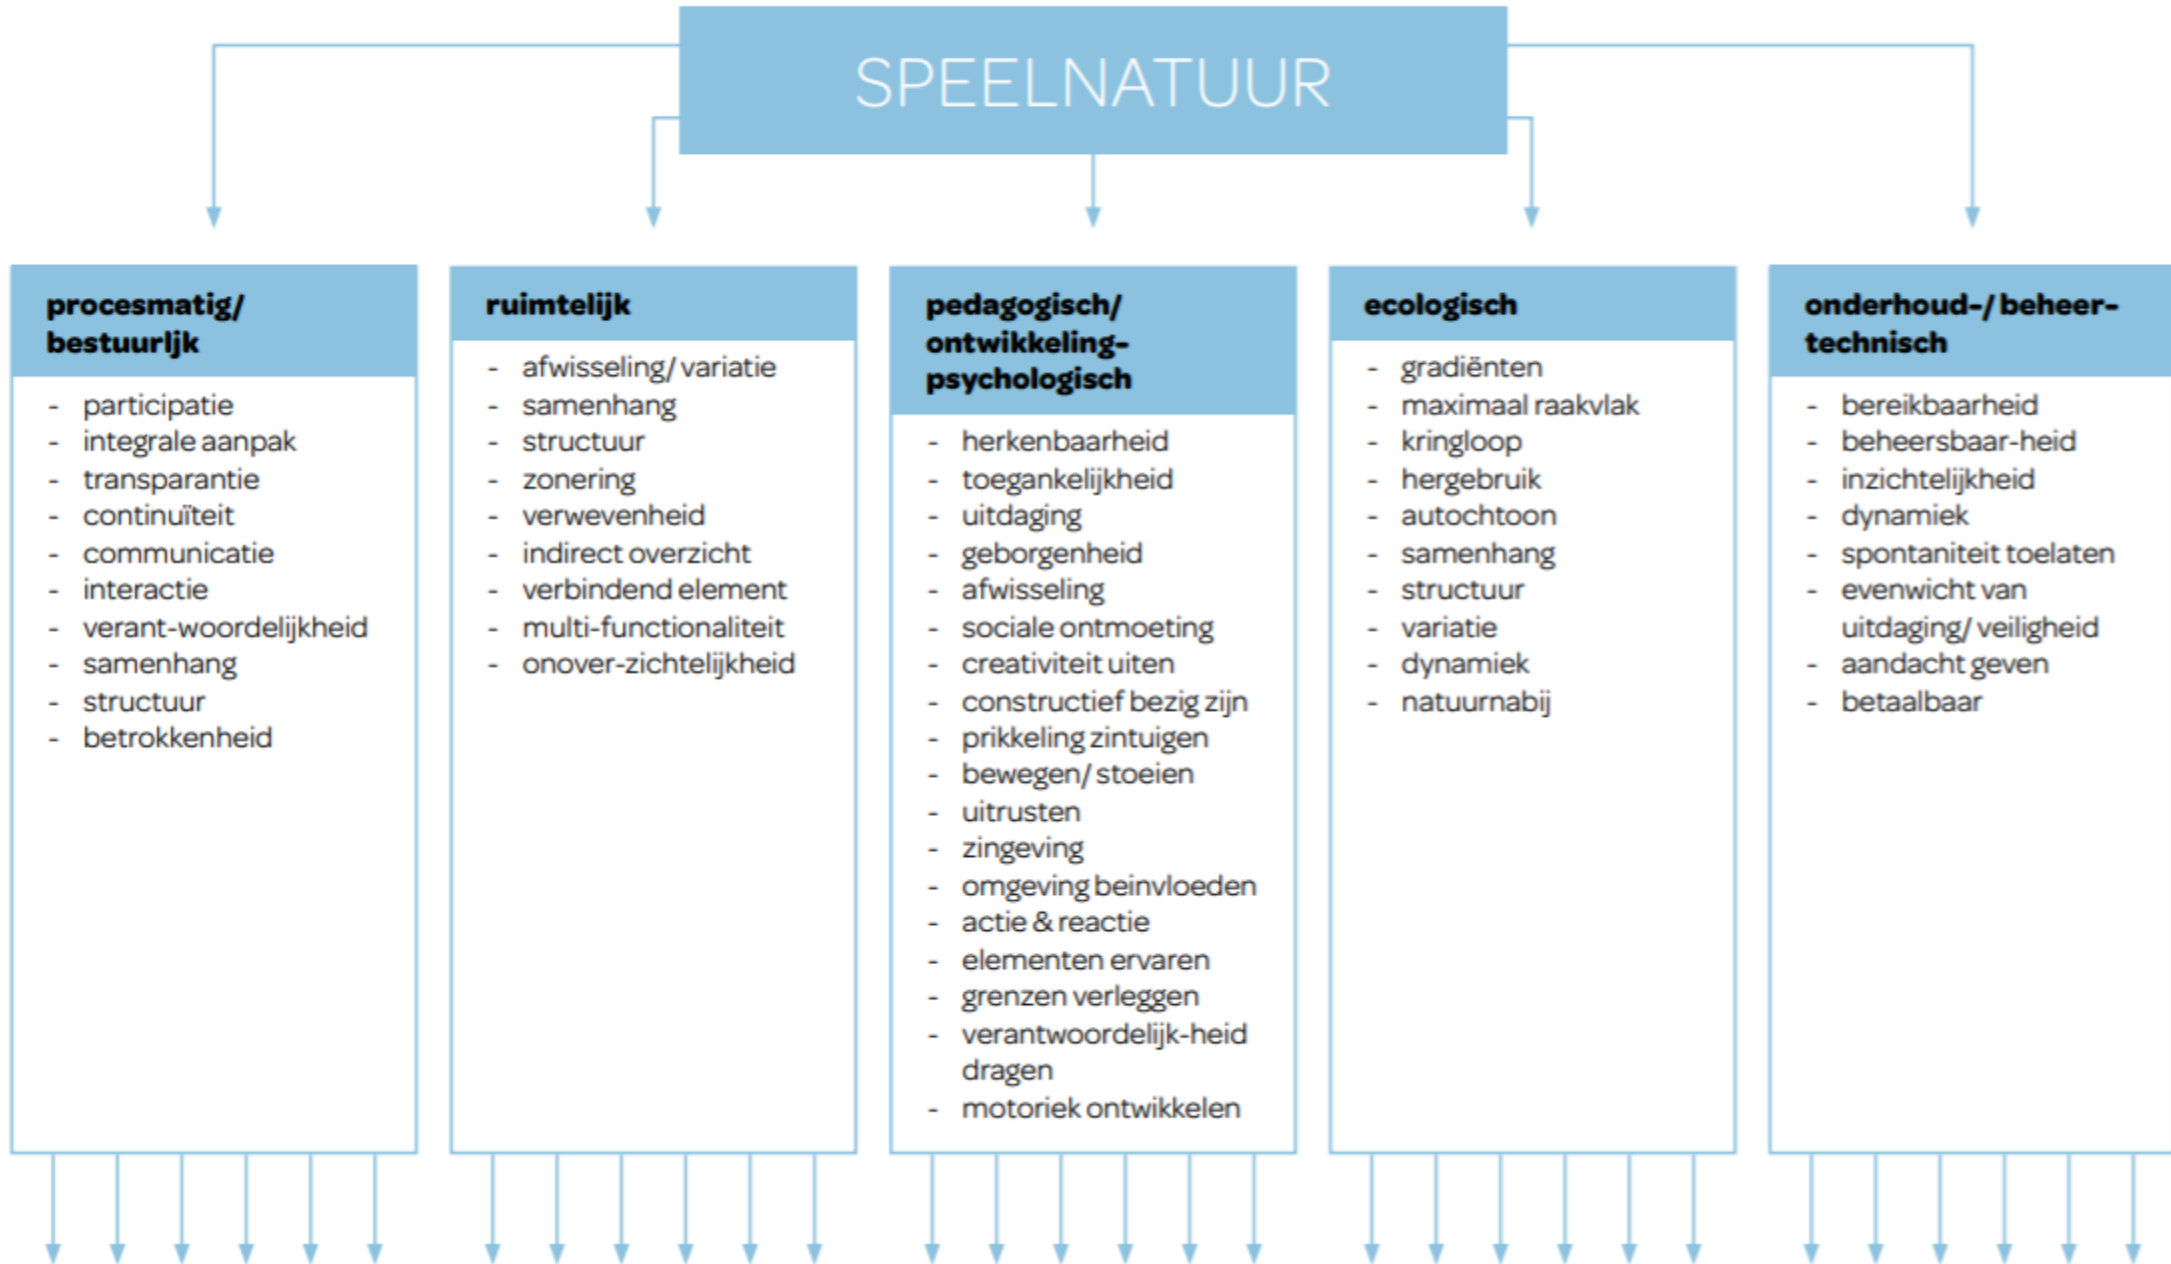 SPEELNATUUR
procesmatig/
bestuurljk
- participatie
- integrale aanpak
- transparantie
- continuïteit
- communicatie
- interactie
- verant-woordelijkheid
- samenhang
- structuur
- betrokkenheid
ruimtelijk
- afwisseling/ variatie
- samenhang
- structuur
- zonering
- verwevenheid
- indirect overzicht
- verbindend element
- multi-functionaliteit
- onover-zichtelijkheid
pedagogisch/
ontwikkeling-
psychologisch
- herkenbaarheid
- toegankelijkheid
- uitdaging
- geborgenheid
- afwisseling
- sociale ontmoeting
- creativiteit uiten
- constructief bezig zijn
- prikkeling zintuigen
- bewegen/ stoeien
- uitrusten
- zingeving
- omgeving beinvloeden
- actie & reactie
- elementen ervaren
- grenzen verleggen
- verantwoordelijk-heid
dragen
- motoriek ontwikkelen
ecologisch
- gradiënten
- maximaal raakvlak
- kringloop
- hergebruik
- autochtoon
- samenhang
- structuur
- variatie
- dynamiek
- natuurnabij
onderhoud-/ beheer-
technisch
- bereikbaarheid
- beheersbaar-heid
- inzichtelijkheid
- dynamiek
- spontaniteit toelaten
- evenwicht van
uitdaging/ veiligheid
- aandacht geven
- betaalbaar